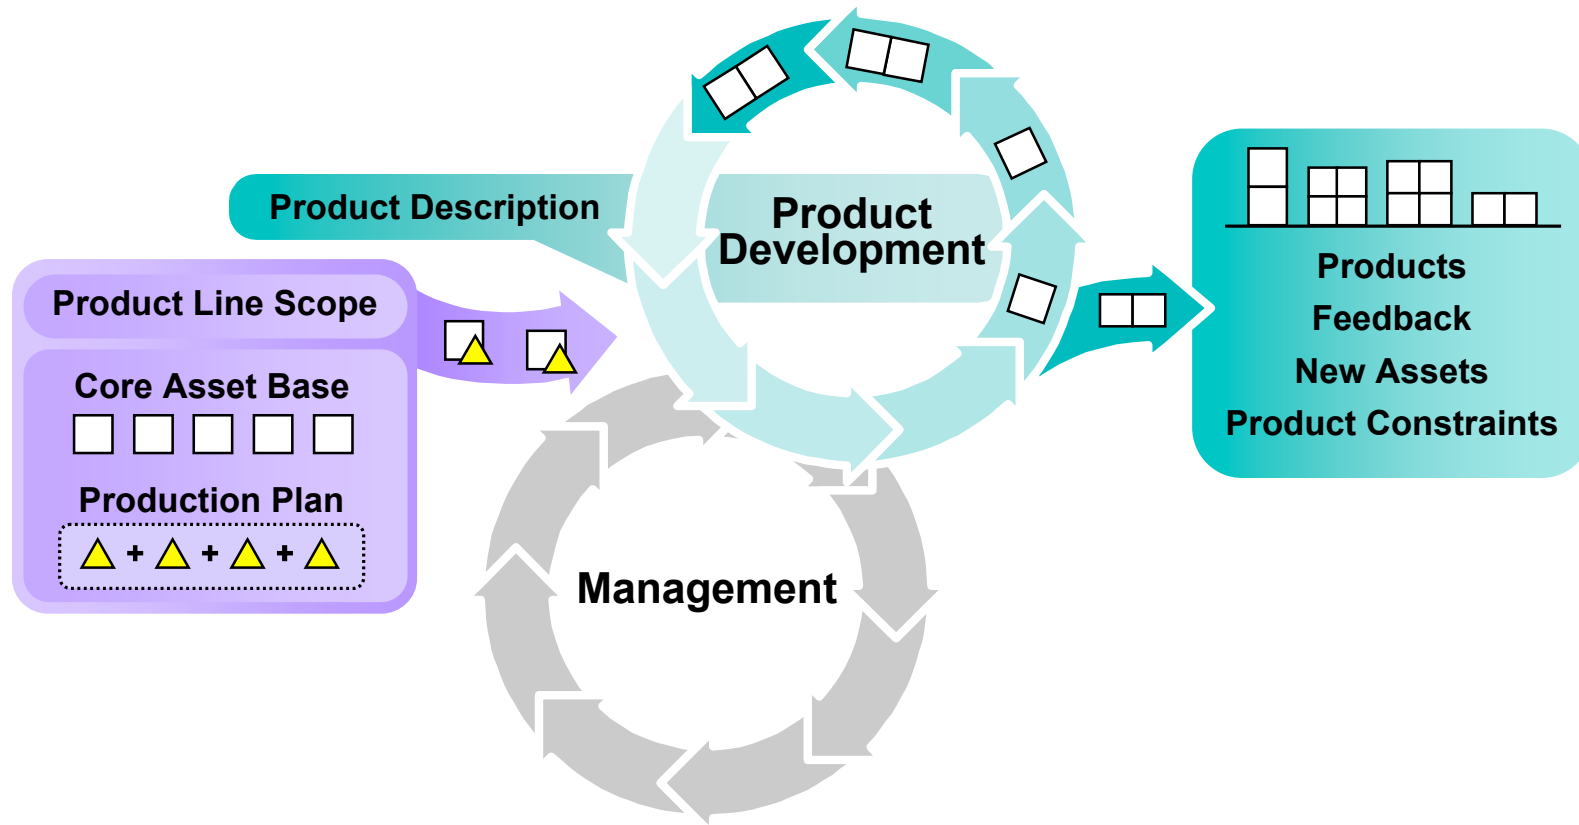 Product Description
Product
Development
Product Line Scope
Core Asset Base
Production Plan
+ + +
Management
Products
Feedback
New Assets
Product Constraints